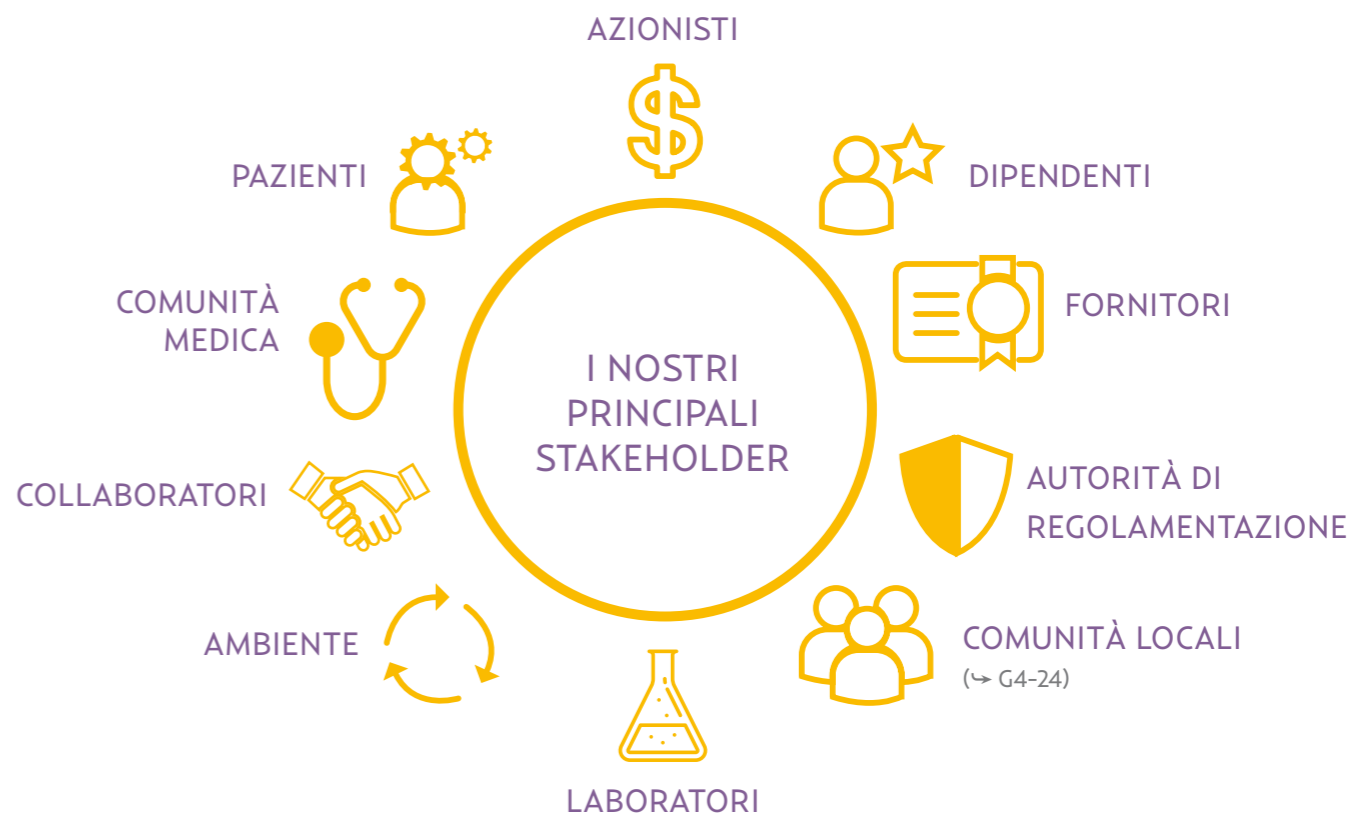 AZIONISTI
PAZIENTI
DIPENDENTI
COMUNITÀ
MEDICA
FORNITORI
I NOSTRI
PRINCIPALI
STAKEHOLDER
COLLABORATORI
AUTORITÀ DI
REGOLAMENTAZIONE
AMBIENTE
COMUNITÀ LOCALI
(↪ G4-24)
LABORATORI